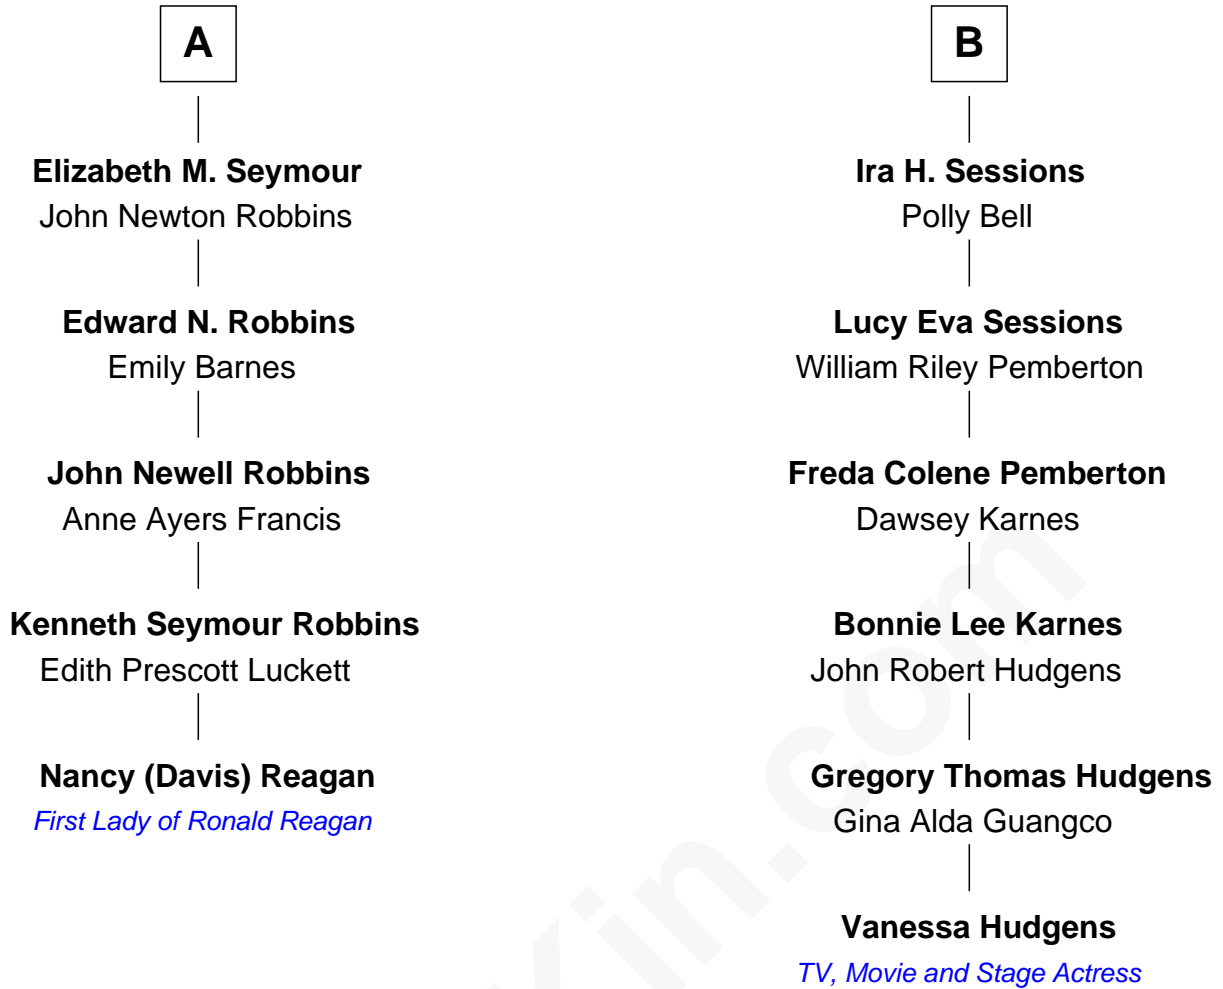 A
B
Elizabeth M. Seymour
John Newton Robbins
Ira H. Sessions
Polly Bell
Edward N. Robbins
Emily Barnes
Lucy Eva Sessions
William Riley Pemberton
John Newell Robbins
Anne Ayers Francis
Freda Colene Pemberton
Dawsey Karnes
Kenneth Seymour Robbins
Edith Prescott Luckett
Bonnie Lee Karnes
John Robert Hudgens
Nancy (Davis) Reagan
First Lady of Ronald Reagan
Gregory Thomas Hudgens
Gina Alda Guangco
Vanessa Hudgens
TV, Movie and Stage Actress
Kin.com